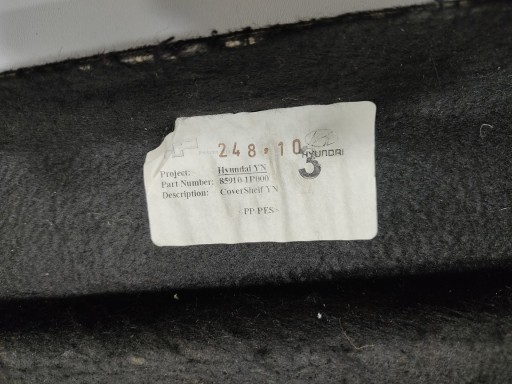 248.10
HYUNDAI
3
Project: Hyundai YN
Part Number: 85910-1P000
Description: CoverShelf YN
>PP/PES<